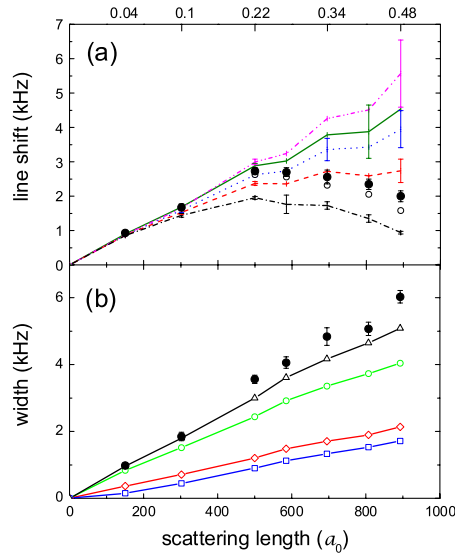 0.04 0.1 0.22 0.34 0.48
7
6
5
4
3
2
1
0
line shift (kHz)
(a)
6
4
2
0
width (kHz)
(b)
0 200 400 600 800 1000
scattering length (a₀)